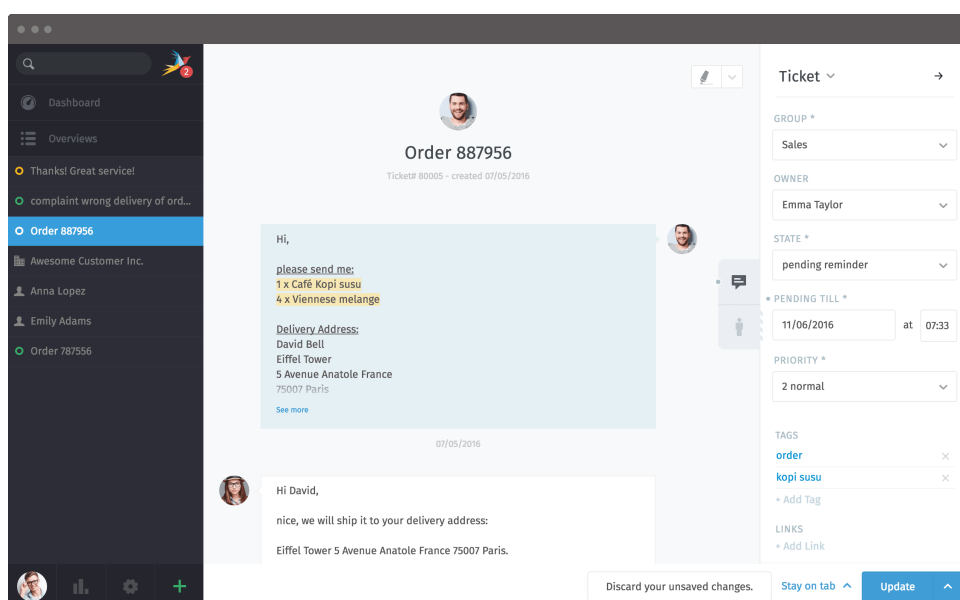 2
Dashboard
Overviews
Thanks! Great service!
complaint wrong delivery of ord...
Order 887956
Awesome Customer Inc.
Anna Lopez
Emily Adams
Order 787556
Order 887956
Ticket# 80005 - created 07/05/2016
Hi,
please send me:
1 x Café Kopi susu
4 x Viennese melange
Delivery Address:
David Bell
Eiffel Tower
5 Avenue Anatole France
75007 Paris
See more
07/05/2016
Hi David,
nice, we will ship it to your delivery address:
Eiffel Tower 5 Avenue Anatole France 75007 Paris.
Ticket
GROUP *
Sales
OWNER
Emma Taylor
STATE *
pending reminder
PENDING TILL *
11/06/2016 at 07:33
PRIORITY *
2 normal
TAGS
order
kopi susu
+ Add Tag
LINKS
+ Add Link
Discard your unsaved changes.
Stay on tab
Update